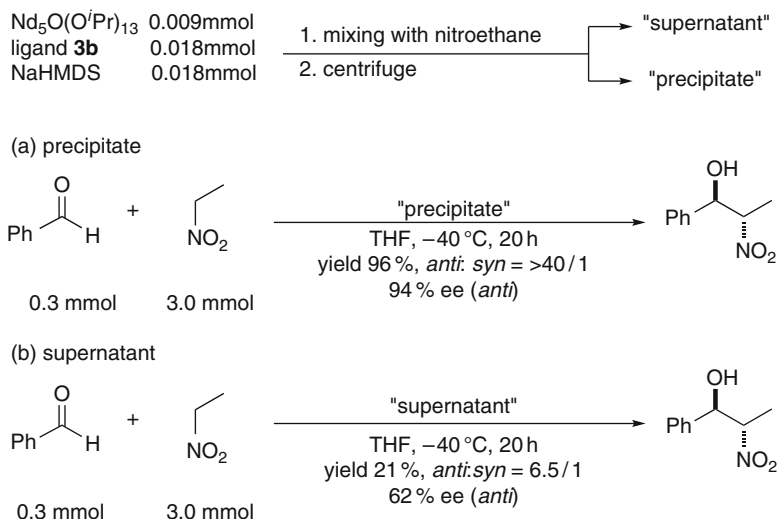 Nd₅O(OⁱPr)₁₃ 0.009mmol
ligand 3b 0.018mmol
NaHMDS 0.018mmol
1. mixing with nitroethane
2. centrifuge
"supernatant"
"precipitate"
(a) precipitate
O
Ph H
+
NO₂
"precipitate"
THF, −40 °C, 20 h
yield 96 %, anti: syn = >40 / 1
94 % ee (anti)
OH
Ph
NO₂
0.3 mmol 3.0 mmol
(b) supernatant
O
Ph H
+
NO₂
"supernatant"
THF, −40 °C, 20 h
yield 21 %, anti:syn = 6.5 / 1
62 % ee (anti)
OH
Ph
NO₂
0.3 mmol 3.0 mmol